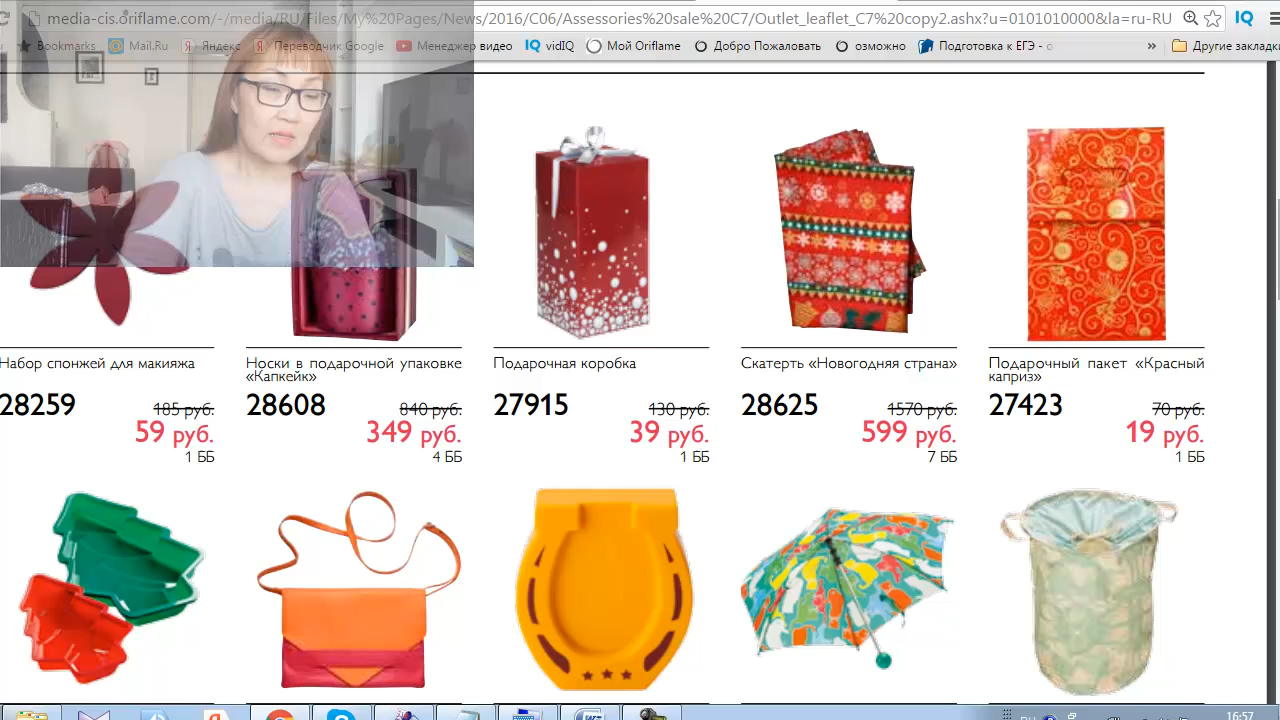 media-cis.oriflame.com/-/media/RU/Files/My%20Pages/News/2016/C06/Assessories%20sale%20C7/Outlet_leaflet_C7%20copy2.ashx?u=0101010000&la=ru-RU
Bookmarks Mail.Ru Яндекс Переводчик Google Менеджер видео vidIQ Мой Oriflame Добро Пожалов озможно Подготовка к ЕГЭ - о » Другие закладк
Набор спонжей для макияжа
28259 185 руб.
59 руб.
1 ББ
Носки в подарочной упаковке
«Капкейк»
28608 840 руб.
349 руб.
4 ББ
Подарочная коробка
27915 130 руб.
39 руб.
1 ББ
Скатерть «Новогодняя страна»
28625 1570 руб.
599 руб.
7 ББ
Подарочный пакет «Красный
каприз»
27423 70 руб.
19 руб.
1 ББ
RU 16:57